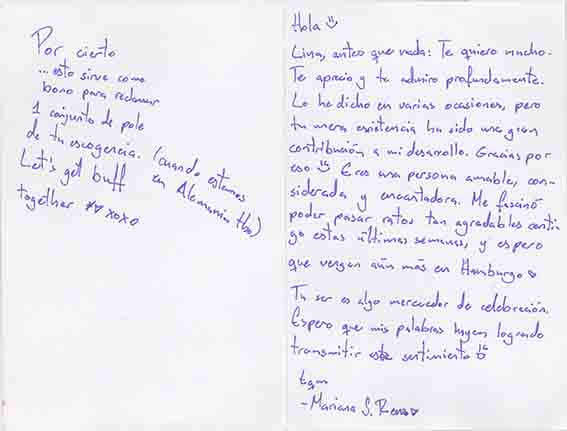 Por cierto
...esto sirve como
bono para reclamar
1 conjunto de pole
de tu escogencia. (cuando estemos
en Alemania tbc)
Let's get buff
together xoxo
Hola
Lina, antes que nada: Te quiero mucho.
Te aprecio y te admiro profundamente.
Lo he dicho en varias ocasiones, pero
tu mera existencia ha sido una gran
contribución a mi desarrollo. Gracias por
eso Eres una persona amable, con-
siderada y encantadora. Me fascinó
poder pasar ratos tan agradables conti-
go estas últimas semanas, y espero
que vengan aún más en Hamburgo
Tu ser es algo merecedor de celebración.
Espero que mis palabras hayan logrado
transmitir este sentimiento
tqm
- Mariana S.